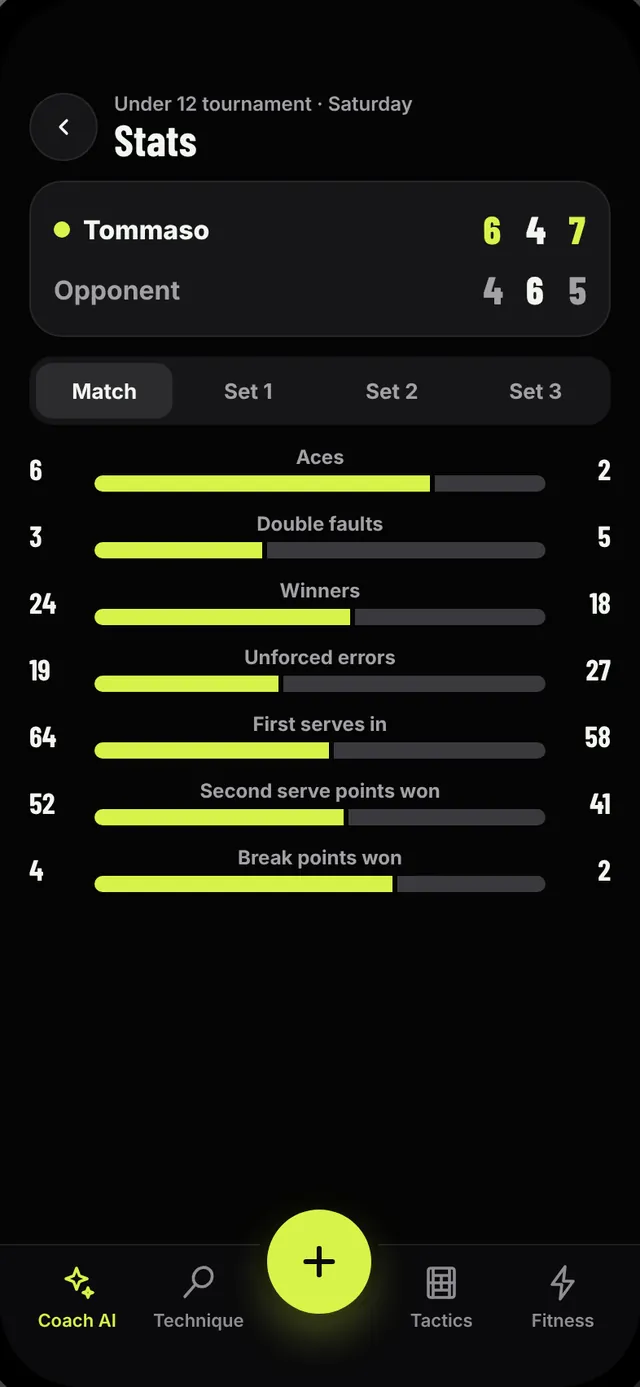 Under 12 tournament · Saturday
Stats
Tommaso 6 4 7
Opponent 4 6 5
Match Set 1 Set 2 Set 3
Aces
6 2
Double faults
3 5
Winners
24 18
Unforced errors
19 27
First serves in
64 58
Second serve points won
52 41
Break points won
4 2
Coach AI Technique Tactics Fitness